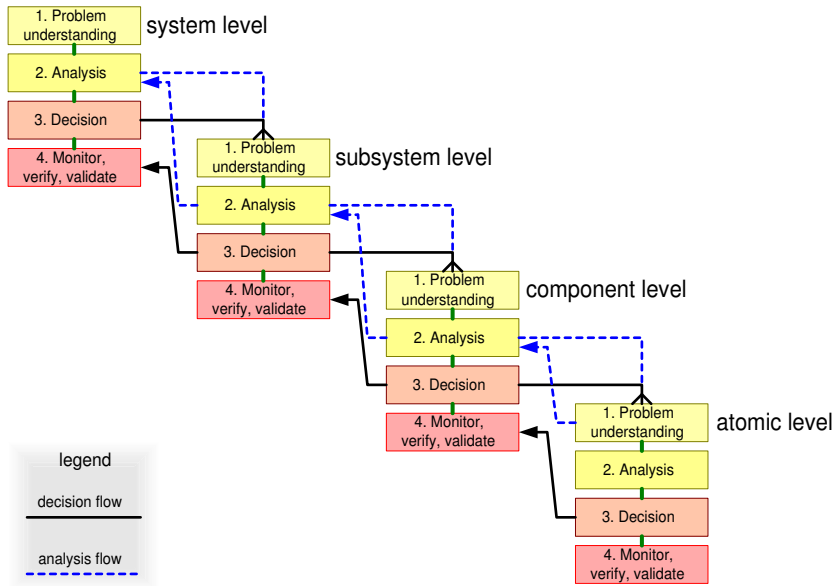 1. Problem
understanding
system level
2. Analysis
3. Decision
4. Monitor,
verify, validate
1. Problem
understanding
subsystem level
2. Analysis
3. Decision
4. Monitor,
verify, validate
1. Problem
understanding
component level
2. Analysis
3. Decision
4. Monitor,
verify, validate
1. Problem
understanding
atomic level
2. Analysis
3. Decision
4. Monitor,
verify, validate
legend
decision flow
analysis flow